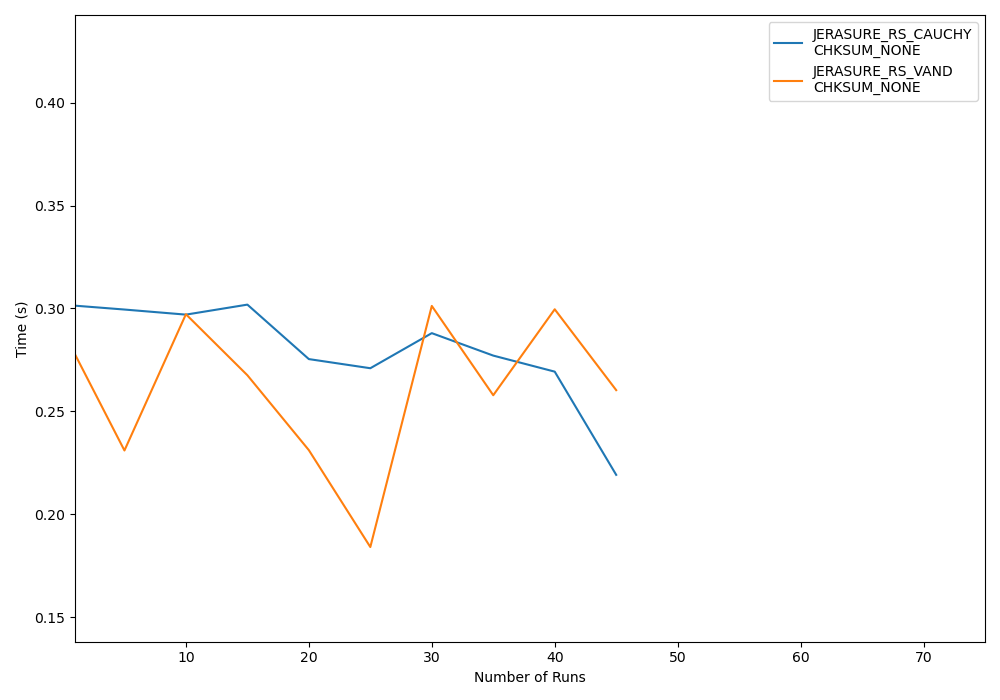 JERASURE_RS_CAUCHY
CHKSUM_NONE
JERASURE_RS_VAND
CHKSUM_NONE
0.40
0.35
0.30
0.25
0.20
0.15
Time (s)
10 20 30 40 50 60 70
Number of Runs